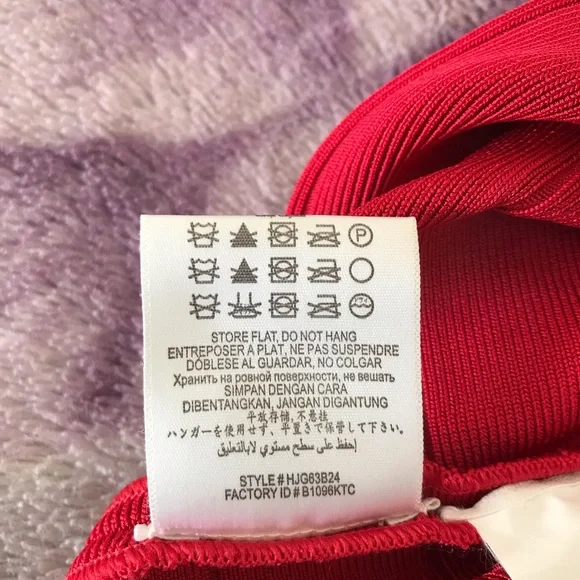 P
STORE FLAT, DO NOT HANG
ENTREPOSER A PLAT, NE PAS SUSPENDRE
DÓBLESE AL GUARDAR, NO COLGAR
Хранить на ровной поверхности, не вешать
SIMPAN DENGAN CARA
DIBENTANGKAN, JANGAN DIGANTUNG
平放存储,不悬挂
ハンガーを使用せず、平置きで保管して下さい。
إحفظ على سطح مستوي لابالتعليق
STYLE # HJG63B24
FACTORY ID # B1096KTC